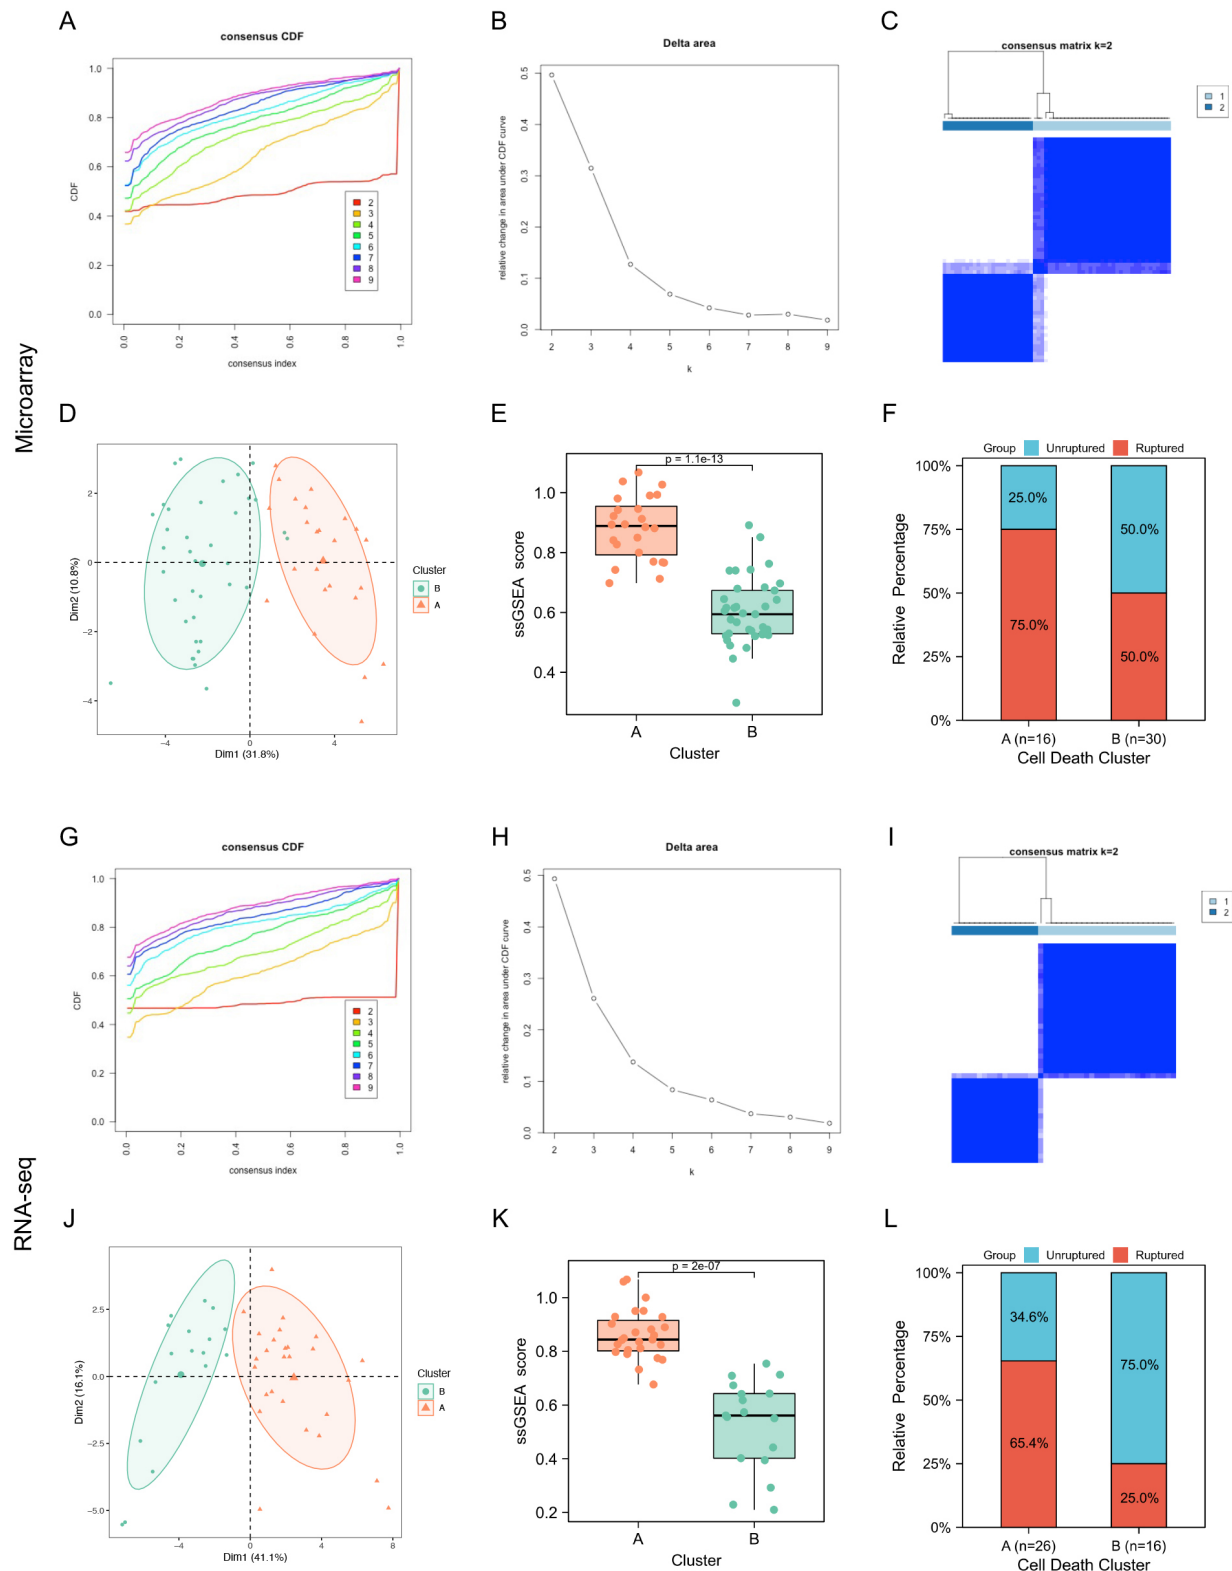 A
consensus CDF
CDF
1.0
0.8
0.6
0.4
0.2
0.0
0.0
0.2
0.4
0.6
0.8
1.0
consensus index
2
3
4
5
6
7
8
9
B
Delta area
relative change in area under CDF curve
0.5
0.4
0.3
0.2
0.1
0.0
2 3 4 5 6 7 8 9
k
C
consensus matrix k=2
1
2
Microarray
D
Dim2 (10.8%)
2
0
−2
−4
−4 0 4
Dim1 (31.8%)
Cluster
B
A
E
p = 1.1e-13
ssGSEA score
1.0
0.8
0.6
0.4
A B
Cluster
F
Group Unruptured Ruptured
Relative Percentage
100%
75%
50%
25%
0%
25.0%
75.0%
50.0%
50.0%
A (n=16) B (n=30)
Cell Death Cluster
G
consensus CDF
CDF
1.0
0.8
0.6
0.4
0.2
0.0
0.0
0.2
0.4
0.6
0.8
1.0
consensus index
2
3
4
5
6
7
8
9
H
Delta area
relative change in area under CDF curve
0.5
0.4
0.3
0.2
0.1
0.0
2 3 4 5 6 7 8 9
k
I
consensus matrix k=2
1
2
RNA-seq
J
Dim2 (16.1%)
2.5
0.0
−2.5
−5.0
−4 0 4 8
Dim1 (41.1%)
Cluster
B
A
K
p = 2e-07
ssGSEA score
1.0
0.8
0.6
0.4
0.2
A B
Cluster
L
Group Unruptured Ruptured
Relative Percentage
100%
75%
50%
25%
0%
34.6%
65.4%
75.0%
25.0%
A (n=26) B (n=16)
Cell Death Cluster